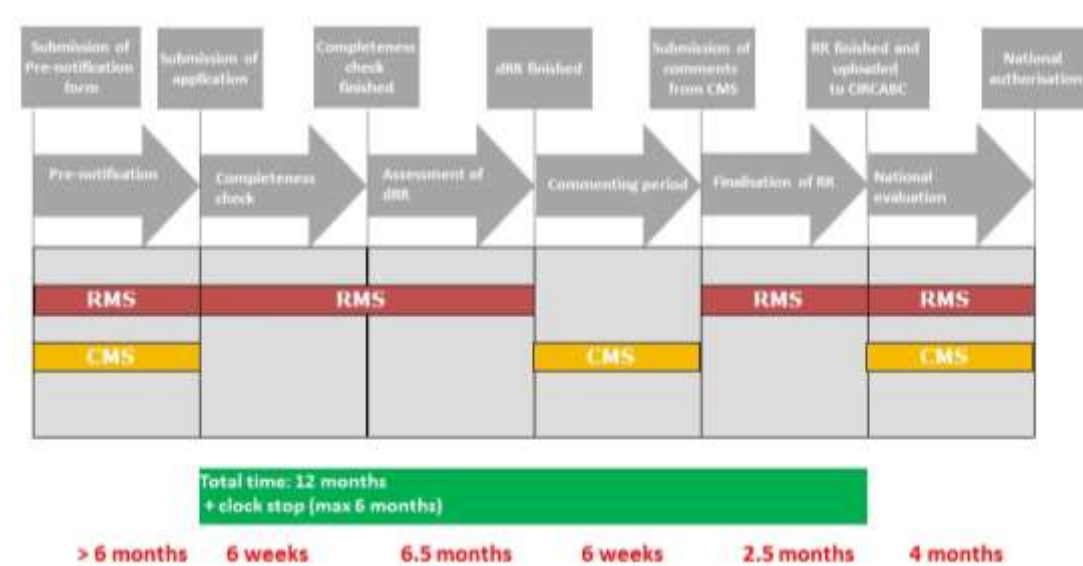 Submission of
Pre-notification
form
Submission of
application
Completeness
check
finished
dRR finished
Submission of
comments
from CMS
RR finished and
uploaded
to CIRCABC
National
authorisation
Pre-notification
Completeness
check
Assessment of
dRR
Commenting period
Finalisation of RR
National
evaluation
RMS
RMS
RMS
RMS
CMS
CMS
CMS
Total time: 12 months
+ clock stop (max 6 months)
> 6 months
6 weeks
6.5 months
6 weeks
2.5 months
4 months